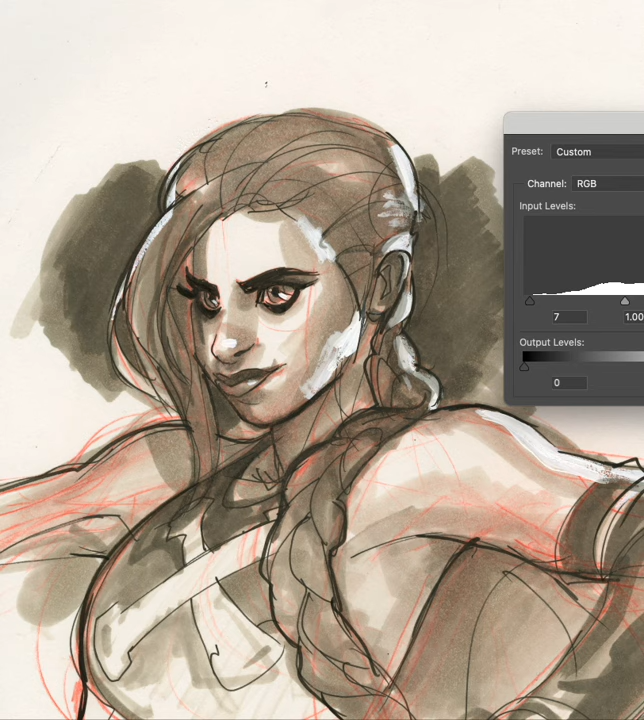 Preset: Custom
Channel: RGB
Input Levels:
7 1.00
Output Levels:
0